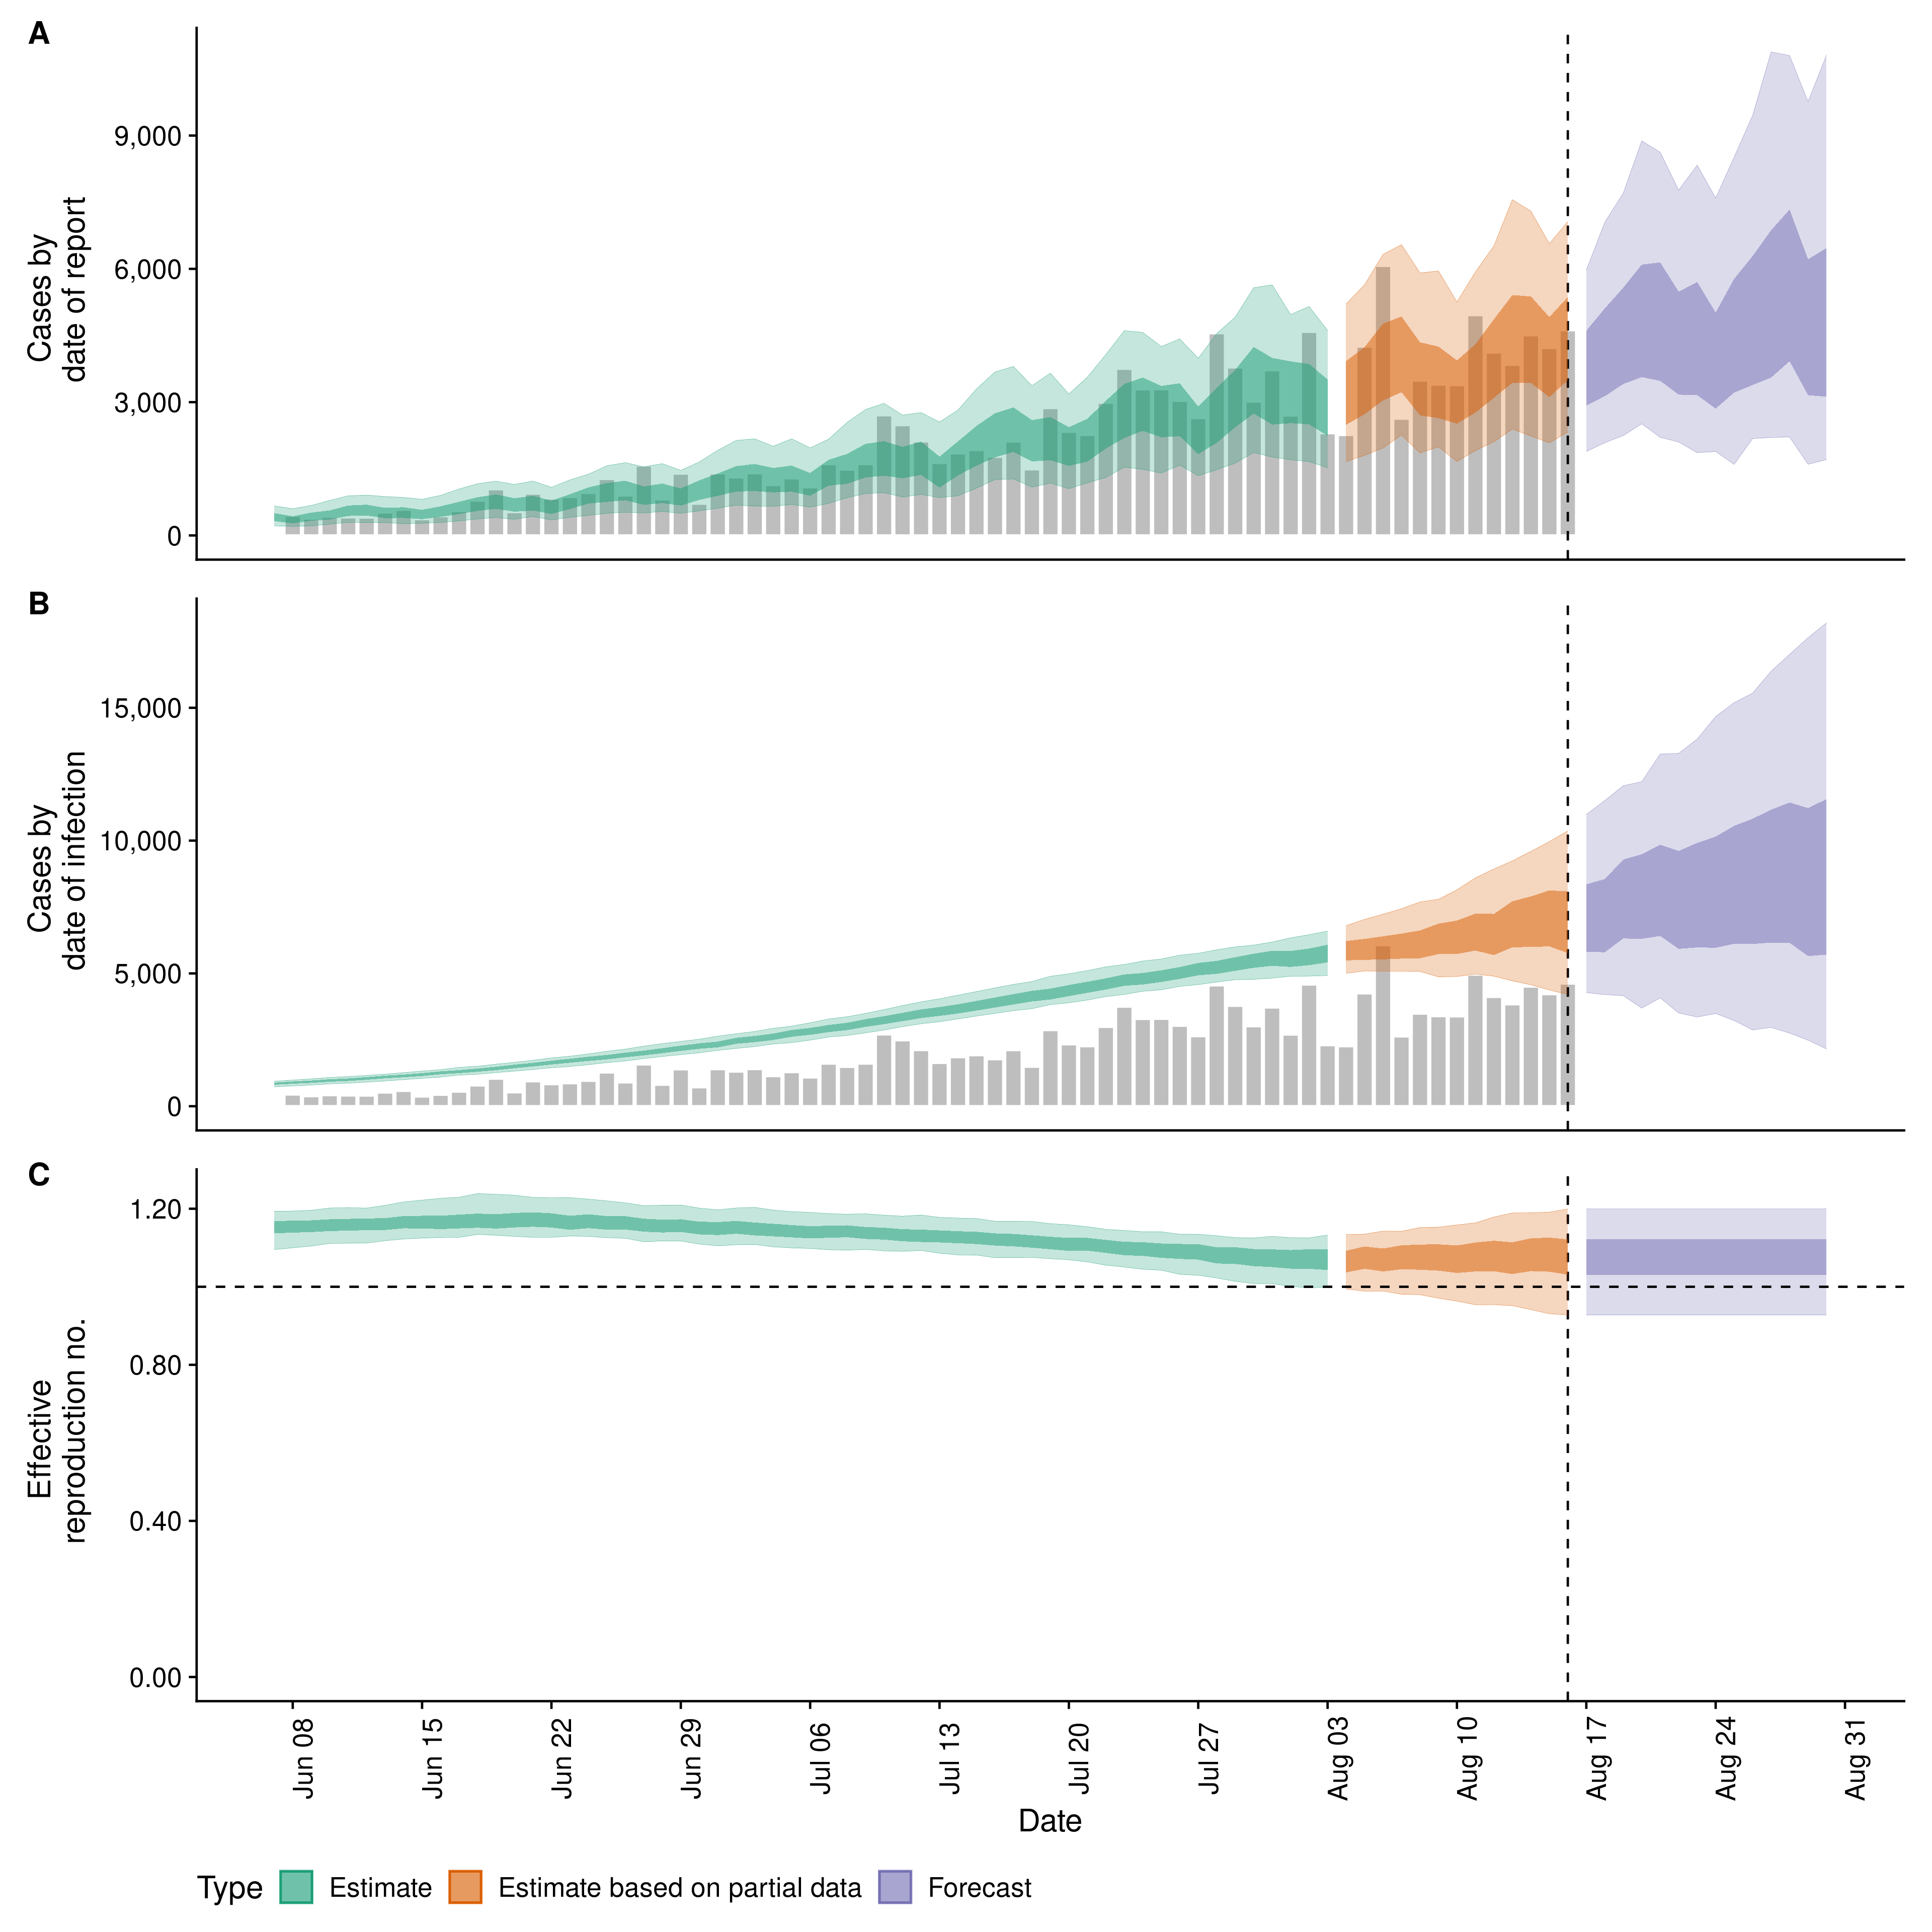 A
Cases by
date of report
9,000
6,000
3,000
0
B
Cases by
date of infection
15,000
10,000
5,000
0
C
Effective
reproduction no.
1.20
0.80
0.40
0.00
Jun 08
Jun 15
Jun 22
Jun 29
Jul 06
Jul 13
Jul 20
Jul 27
Aug 03
Aug 10
Aug 17
Aug 24
Aug 31
Date
Type Estimate Estimate based on partial data Forecast